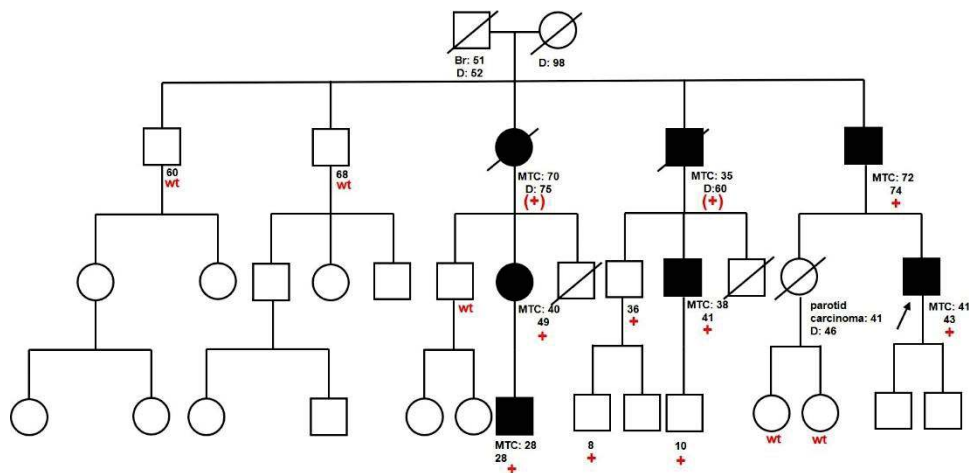 Br: 51
D: 52
D: 98
60
wt
68
wt
MTC: 70
D: 75
(+)
MTC: 35
D:60
(+)
MTC: 72
74
+
wt
MTC: 40
49
+
36
+
MTC: 38
41
+
parotid
carcinoma: 41
D: 46
MTC: 41
43
+
MTC: 28
28
+
8
+
10
+
wt
wt